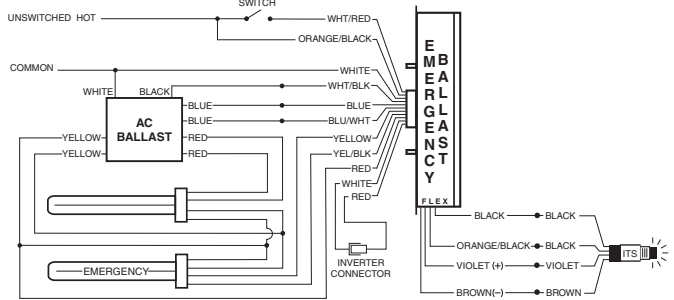 SWITCH
UNSWITCHED HOT
WHT/RED
ORANGE/BLACK
COMMON
WHITE
WHITE
BLACK
WHT/BLK
BLUE
BLUE
BLUE
BLU/WHT
AC
BALLAST
YELLOW
RED
YELLOW
YELLOW
RED
YEL/BLK
RED
WHITE
RED
EMERGENCY
BALLAST
FLEX
EMERGENCY
INVERTER
CONNECTOR
BLACK
BLACK
ORANGE/BLACK
BLACK
VIOLET (+)
VIOLET
BROWN(–)
BROWN
ITS